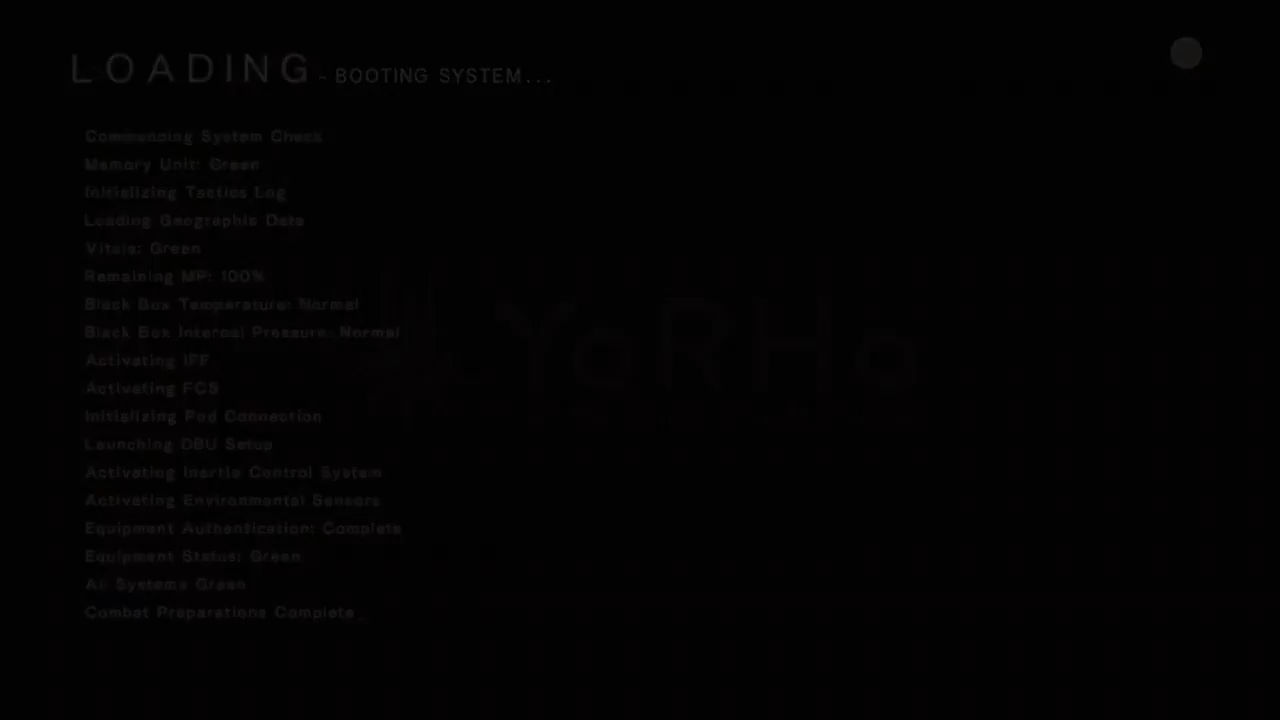 LOADING - BOOTING SYSTEM...
Commencing System Check
Memory Unit: Green
Initializing Tactics Log
Loading Geographic Data
Vitals: Green
Remaining MP: 100%
Black Box Temperature: Normal
Black Box Internal Pressure: Normal
Activating IFF
Activating FCS
Initializing Pod Connection
Launching DBU Setup
Activating Inertia Control System
Activating Environmental Sensors
Equipment Authentication: Complete
Equipment Status: Green
All Systems Green
Combat Preparations Complete_
YoRHa